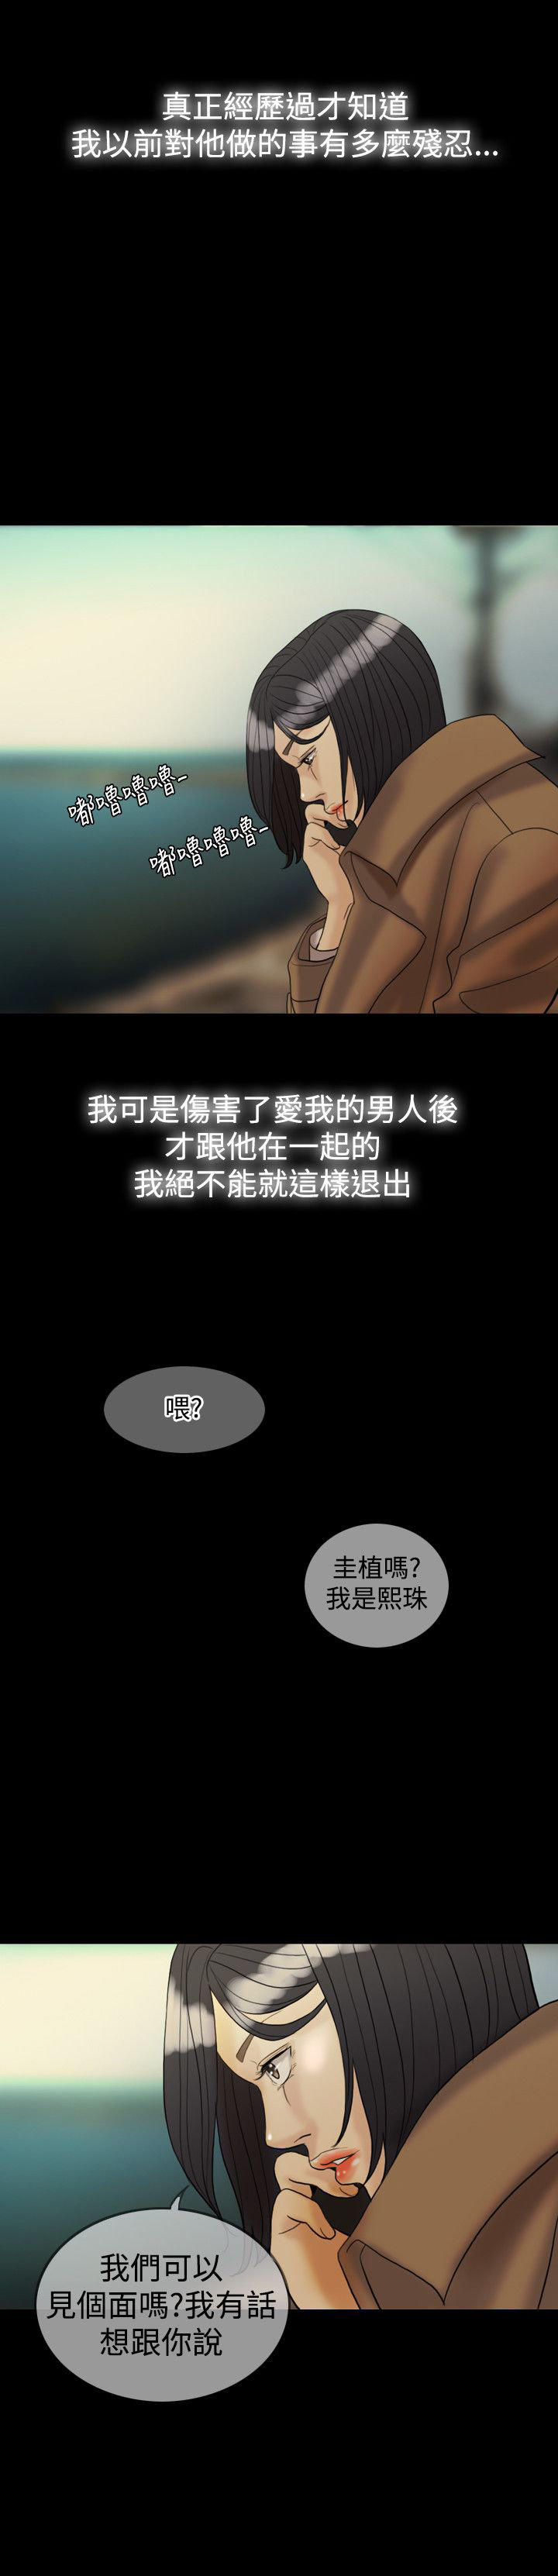 真正經歷過才知道
我以前對他做的事有多麼殘忍...
嘟嚕嚕嚕-
嘟嚕嚕嚕-
我可是傷害了愛我的男人後
才跟他在一起的
我絕不能就這樣退出
喂?
圭植嗎?
我是熙珠
我們可以
見個面嗎?我有話
想跟你說